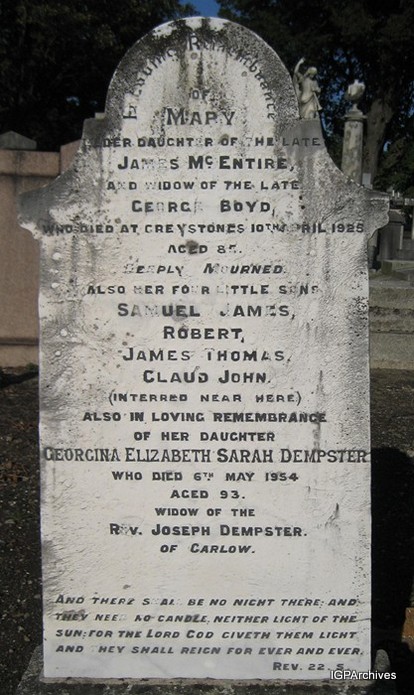 In Loving Remembrance
OF
MARY
ELDER DAUGHTER OF THE LATE
JAMES McENTIRE,
AND WIDOW OF THE LATE
GEORGE BOYD,
WHO DIED AT GREYSTONES 10TH APRIL 1925
AGED
DEEPLY MOURNED.
ALSO HER FOUR LITTLE SONS
SAMUEL JAMES,
ROBERT,
JAMES THOMAS,
CLAUD JOHN.
(INTERRED NEAR HERE)
ALSO IN LOVING REMEMBRANCE
OF HER DAUGHTER
GEORGINA ELIZABETH SARAH DEMPSTER
WHO DIED 6TH MAY 1954
AGED 93.
WIDOW OF THE
REV. JOSEPH DEMPSTER.
OF CARLOW.
AND THERE SHALL BE NO NIGHT THERE; AND
THEY NEED NO CANDLE, NEITHER LIGHT OF THE
SUN; FOR THE LORD GOD GIVETH THEM LIGHT
AND THEY SHALL REIGN FOR EVER AND EVER.
REV. 22. 5.
IGPArchives